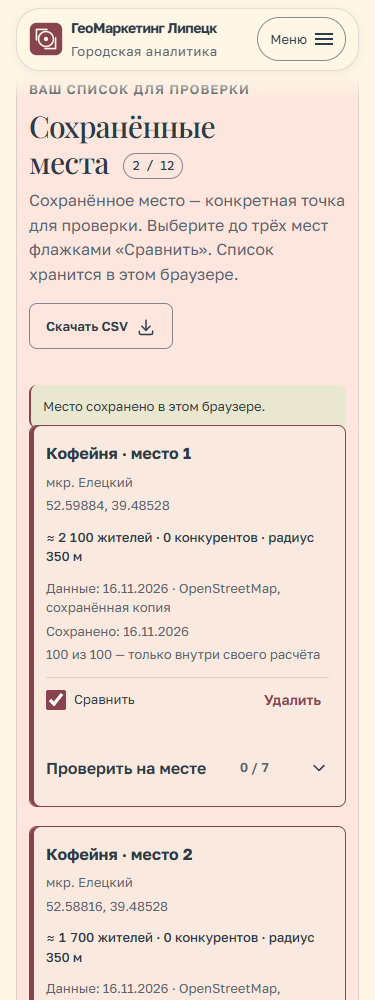 ГеоМаркетинг Липецк
Городская аналитика
Меню
ВАШ СПИСОК ДЛЯ ПРОВЕРКИ
Сохранённые
места 2 / 12
Сохранённое место — конкретная точка
для проверки. Выберите до трёх мест
флажками «Сравнить». Список
хранится в этом браузере.
Скачать CSV
Место сохранено в этом браузере.
Кофейня · место 1
мкр. Елецкий
52.59884, 39.48528
≈ 2 100 жителей · 0 конкурентов · радиус
350 м
Данные: 16.11.2026 · OpenStreetMap,
сохранённая копия
Сохранено: 16.11.2026
100 из 100 — только внутри своего расчёта
Сравнить Удалить
Проверить на месте 0 / 7
Кофейня · место 2
мкр. Елецкий
52.58816, 39.48528
≈ 1 700 жителей · 0 конкурентов · радиус
350 м
Данные: 16.11.2026 · OpenStreetMap,